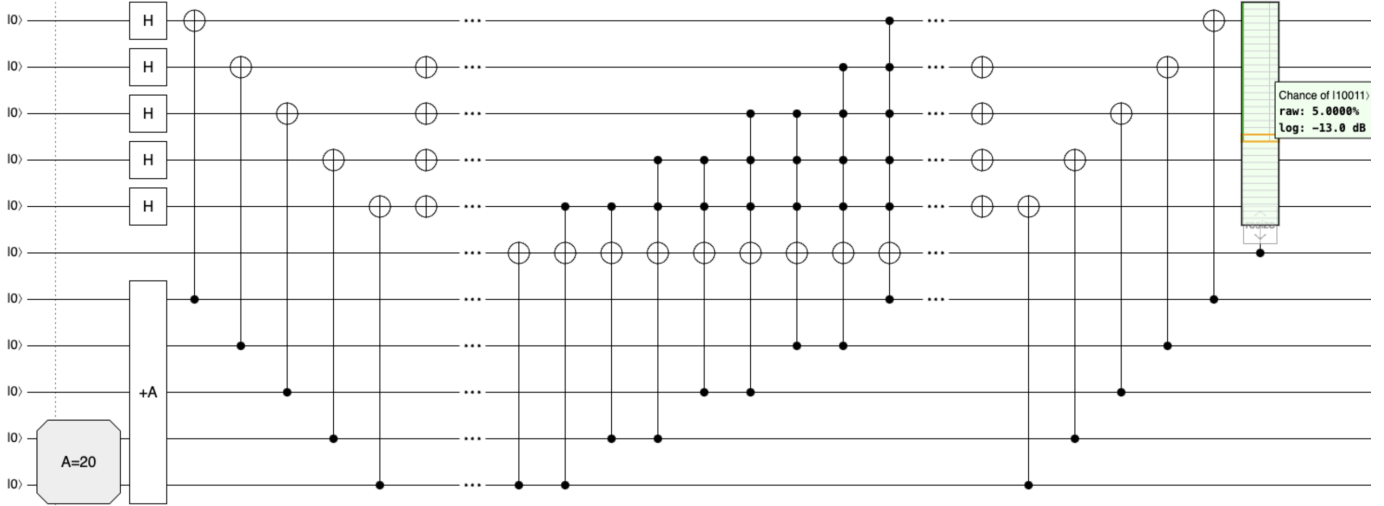 |0⟩ H ... ...
|0⟩ H ... ...
|0⟩ H ... ... Chance of |10011⟩
raw: 5.0000%
log: −13.0 dB
|0⟩ H ... ...
|0⟩ H ... ...
|0⟩ ... ...
|0⟩ ... ...
|0⟩ ...
|0⟩ +A ...
|0⟩ ...
A=20
|0⟩ ...